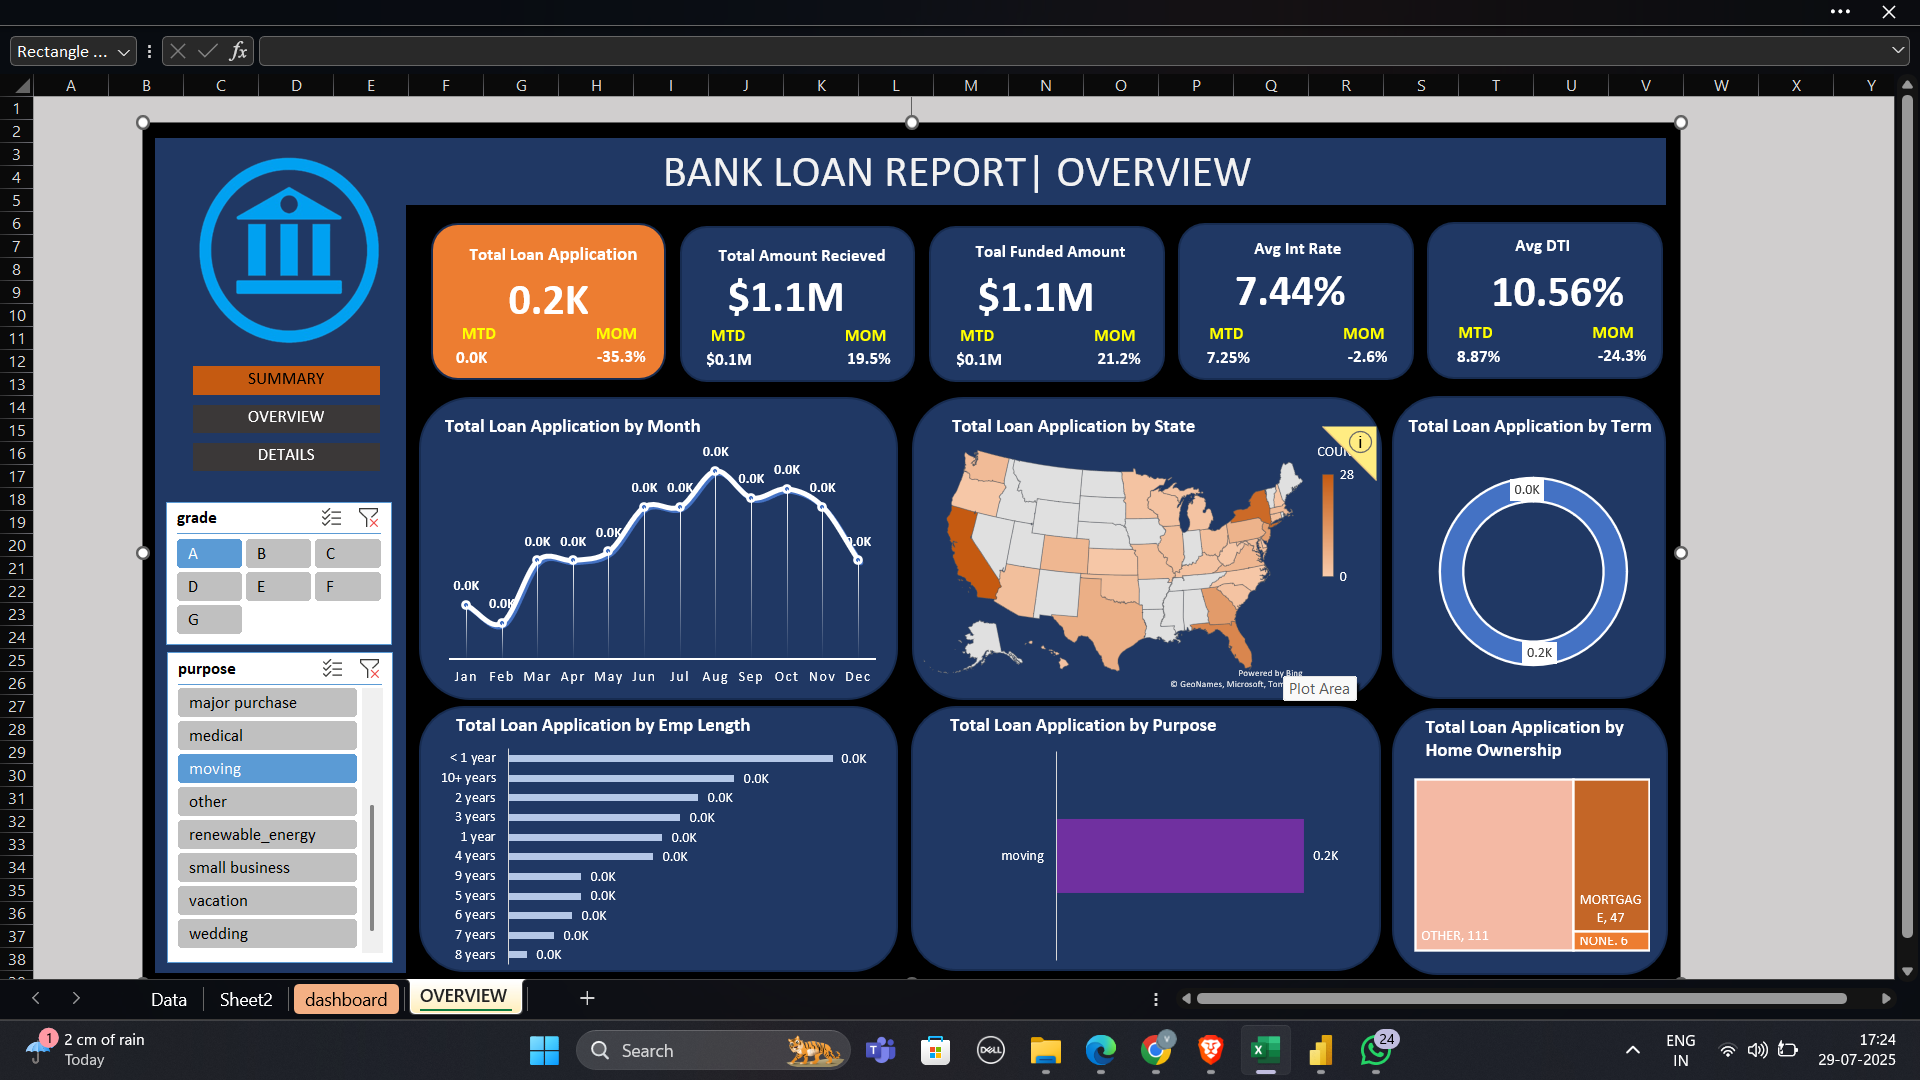 Rectangle ...
fx
A B C D E F G H I J K L M N O P Q R S T U V W X Y
1
2
3
4
5
6
7
8
9
10
11
12
13
14
15
16
17
18
19
20
21
22
23
24
25
26
27
28
29
30
31
32
33
34
35
36
37
38
BANK LOAN REPORT| OVERVIEW
Total Loan Application
0.2K
MTD MOM
0.0K -35.3%
Total Amount Recieved
$1.1M
MTD MOM
$0.1M 19.5%
Toal Funded Amount
$1.1M
MTD MOM
$0.1M 21.2%
Avg Int Rate
7.44%
MTD MOM
7.25% -2.6%
Avg DTI
10.56%
MTD MOM
8.87% -24.3%
SUMMARY
OVERVIEW
DETAILS
grade
A B C
D E F
G
purpose
major purchase
medical
moving
other
renewable_energy
small business
vacation
wedding
Total Loan Application by Month
0.0K 0.0K 0.0K 0.0K 0.0K 0.0K 0.0K 0.0K 0.0K 0.0K 0.0K .0K
Jan Feb Mar Apr May Jun Jul Aug Sep Oct Nov Dec
Total Loan Application by State
COUN
i
28
0
Powered by Bing
© GeoNames, Microsoft, Tom
Plot Area
Total Loan Application by Term
0.0K
0.2K
Total Loan Application by Emp Length
< 1 year 0.0K
10+ years 0.0K
2 years 0.0K
3 years 0.0K
1 year 0.0K
4 years 0.0K
9 years 0.0K
5 years 0.0K
6 years 0.0K
7 years 0.0K
8 years 0.0K
Total Loan Application by Purpose
moving 0.2K
Total Loan Application by
Home Ownership
OTHER, 111
MORTGAG
E, 47
NONE, 6
Data Sheet2 dashboard OVERVIEW
1
2 cm of rain
Today
Search
T
DELL
V
X
24
ENG
IN
17:24
29-07-2025